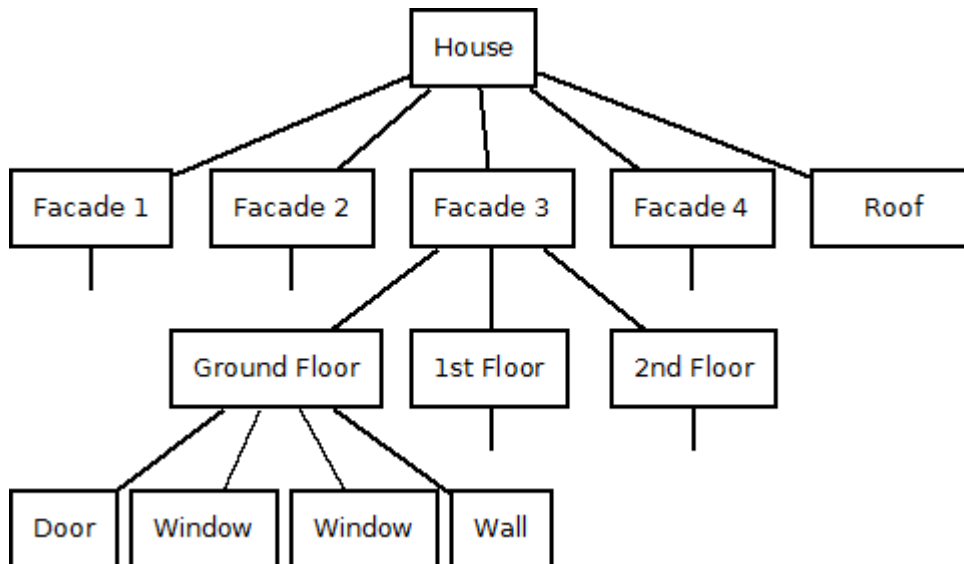 House
Facade 1
Facade 2
Facade 3
Facade 4
Roof
Ground Floor
1st Floor
2nd Floor
Door
Window
Window
Wall